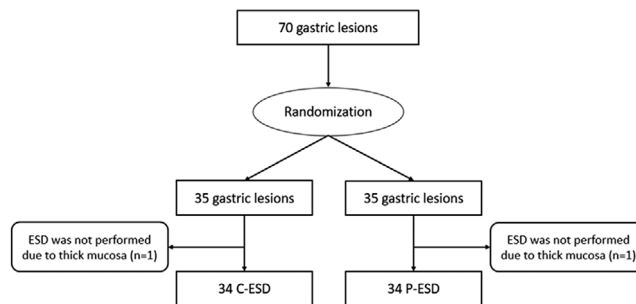 70 gastric lesions
Randomization
35 gastric lesions
35 gastric lesions
ESD was not performed
due to thick mucosa (n=1)
ESD was not performed
due to thick mucosa (n=1)
34 C-ESD
34 P-ESD